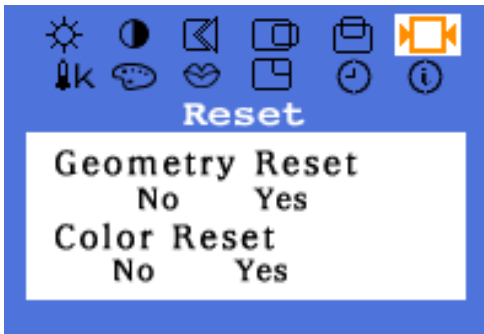 K
Reset
Geometry Reset
No Yes
Color Reset
No Yes